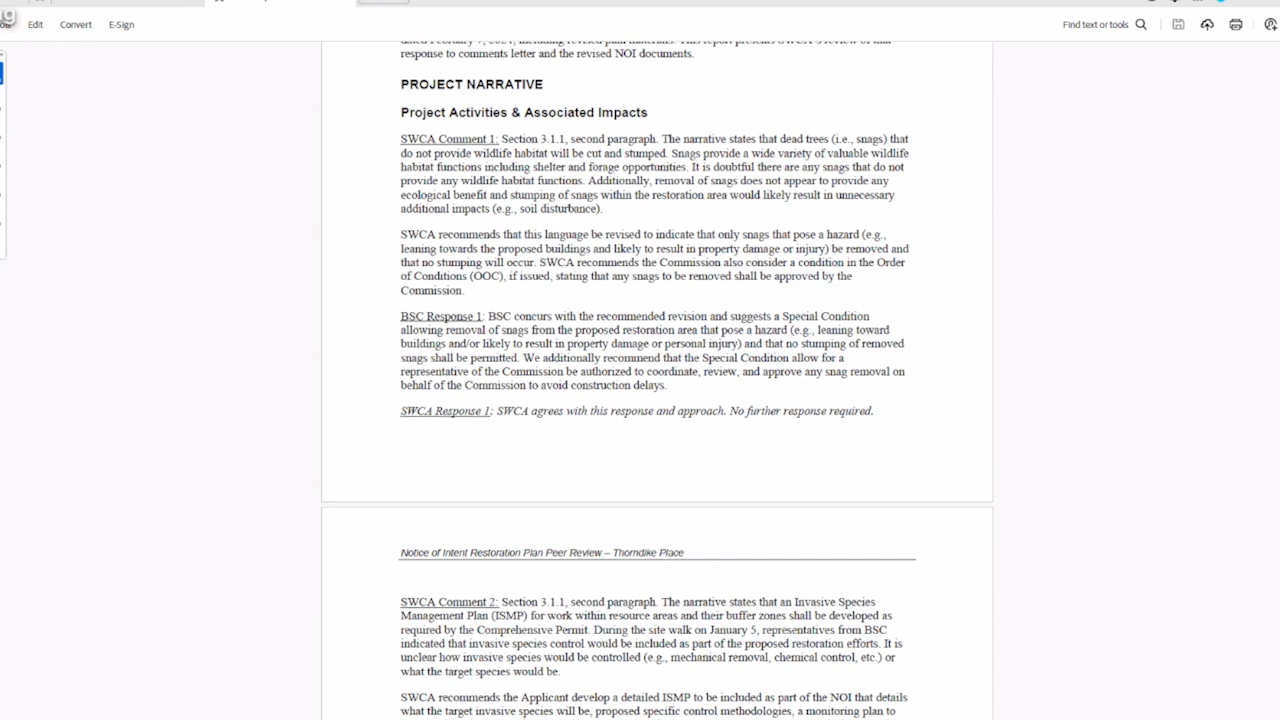 Edit Convert E-Sign Find text or tools
response to comments letter and the revised NOI documents.
PROJECT NARRATIVE
Project Activities & Associated Impacts
SWCA Comment 1: Section 3.1.1, second paragraph. The narrative states that dead trees (i.e., snags) that
do not provide wildlife habitat will be cut and stumped. Snags provide a wide variety of valuable wildlife
habitat functions including shelter and forage opportunities. It is doubtful there are any snags that do not
provide any wildlife habitat functions. Additionally, removal of snags does not appear to provide any
ecological benefit and stumping of snags within the restoration area would likely result in unnecessary
additional impacts (e.g., soil disturbance).
SWCA recommends that this language be revised to indicate that only snags that pose a hazard (e.g.,
leaning towards the proposed buildings and likely to result in property damage or injury) be removed and
that no stumping will occur. SWCA recommends the Commission also consider a condition in the Order
of Conditions (OOC), if issued, stating that any snags to be removed shall be approved by the
Commission.
BSC Response 1: BSC concurs with the recommended revision and suggests a Special Condition
allowing removal of snags from the proposed restoration area that pose a hazard (e.g., leaning toward
buildings and/or likely to result in property damage or personal injury) and that no stumping of removed
snags shall be permitted. We additionally recommend that the Special Condition allow for a
representative of the Commission be authorized to coordinate, review, and approve any snag removal on
behalf of the Commission to avoid construction delays.
SWCA Response 1: SWCA agrees with this response and approach. No further response required.
Notice of Intent Restoration Plan Peer Review – Thorndike Place
SWCA Comment 2: Section 3.1.1, second paragraph. The narrative states that an Invasive Species
Management Plan (ISMP) for work within resource areas and their buffer zones shall be developed as
required by the Comprehensive Permit. During the site walk on January 5, representatives from BSC
indicated that invasive species control would be included as part of the proposed restoration efforts. It is
unclear how invasive species would be controlled (e.g., mechanical removal, chemical control, etc.) or
what the target species would be.
SWCA recommends the Applicant develop a detailed ISMP to be included as part of the NOI that details
what the target invasive species will be, proposed specific control methodologies, a monitoring plan to